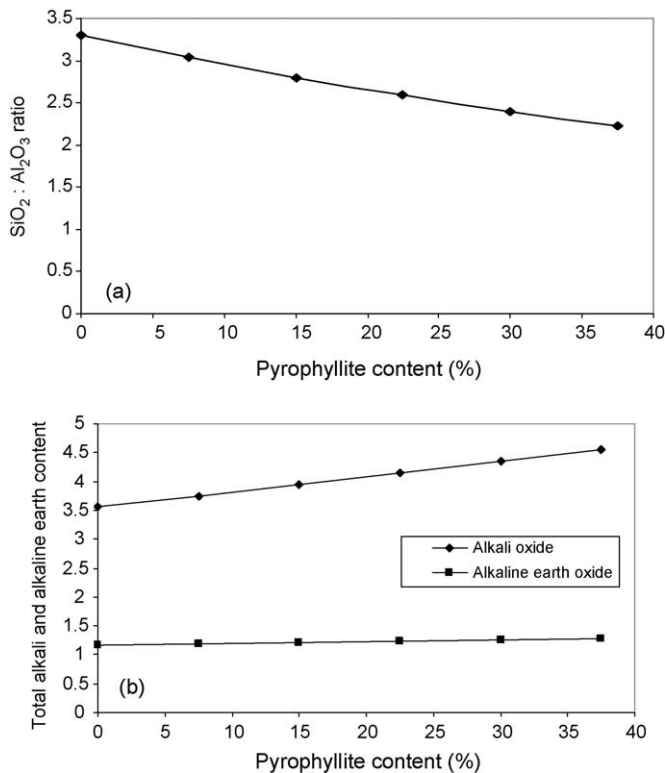 3.5
3
2.5
2
1.5
1
0.5
0
SiO2 : Al2O3 ratio
(a)
0 5 10 15 20 25 30 35 40
Pyrophyllite content (%)
5
4.5
4
3.5
3
2.5
2
1.5
1
0.5
0
Total alkali and alkaline earth content
Alkali oxide
Alkaline earth oxide
(b)
0 5 10 15 20 25 30 35 40
Pyrophyllite content (%)